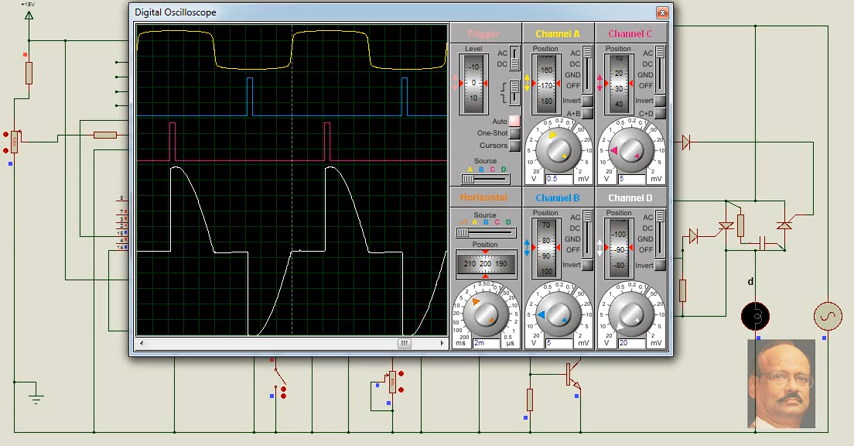 Digital Oscilloscope
+15V
Trigger
Level
-10
0
10
AC
DC
Auto
One-Shot
Cursors
Source
A B C D
Channel A
Position
160
-170
-180
AC
DC
GND
OFF
Invert
A+B
V 0.5 mV
Channel C
Position
10
20
30
40
AC
DC
GND
OFF
Invert
C+D
V 5 mV
Horizontal
Source
A B C D
Position
210 200 190
ms 2m µs
Channel B
Position
70
80
90
100
AC
DC
GND
OFF
Invert
V 5 mV
Channel D
Position
-100
-90
-80
AC
DC
GND
OFF
Invert
V 20 mV
d